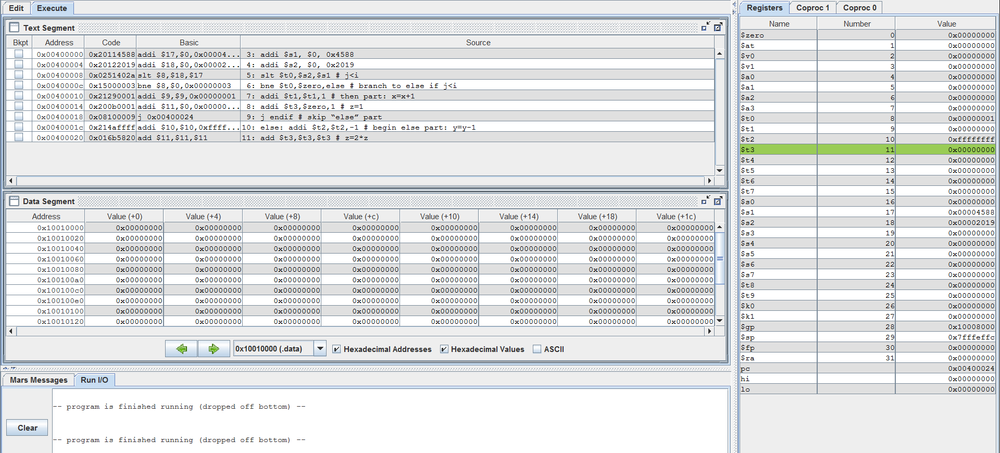 Edit Execute
Text Segment
Bkpt Address Code Basic Source
0x00400000 0x20114588 addi $17,$0,0x00004... 3: addi $s1, $0, 0x4588
0x00400004 0x20122019 addi $18,$0,0x00002... 4: addi $s2, $0, 0x2019
0x00400008 0x0251402a slt $8,$18,$17 5: slt $t0,$s2,$s1 # j<i
0x0040000c 0x15000003 bne $8,$0,0x00000003 6: bne $t0,$zero,else # branch to else if j<i
0x00400010 0x21290001 addi $9,$9,0x00000001 7: addi $t1,$t1,1 # then part: x=x+1
0x00400014 0x200b0001 addi $11,$0,0x00000... 8: addi $t3,$zero,1 # z=1
0x00400018 0x08100009 j 0x00400024 9: j endif # skip “else” part
0x0040001c 0x214affff addi $10,$10,0xffff... 10: else: addi $t2,$t2,-1 # begin else part: y=y-1
0x00400020 0x016b5820 add $11,$11,$11 11: add $t3,$t3,$t3 # z=2*z
Data Segment
Address Value (+0) Value (+4) Value (+8) Value (+c) Value (+10) Value (+14) Value (+18) Value (+1c)
0x10010000 0x00000000 0x00000000 0x00000000 0x00000000 0x00000000 0x00000000 0x00000000 0x00000000
0x10010020 0x00000000 0x00000000 0x00000000 0x00000000 0x00000000 0x00000000 0x00000000 0x00000000
0x10010040 0x00000000 0x00000000 0x00000000 0x00000000 0x00000000 0x00000000 0x00000000 0x00000000
0x10010060 0x00000000 0x00000000 0x00000000 0x00000000 0x00000000 0x00000000 0x00000000 0x00000000
0x10010080 0x00000000 0x00000000 0x00000000 0x00000000 0x00000000 0x00000000 0x00000000 0x00000000
0x100100a0 0x00000000 0x00000000 0x00000000 0x00000000 0x00000000 0x00000000 0x00000000 0x00000000
0x100100c0 0x00000000 0x00000000 0x00000000 0x00000000 0x00000000 0x00000000 0x00000000 0x00000000
0x100100e0 0x00000000 0x00000000 0x00000000 0x00000000 0x00000000 0x00000000 0x00000000 0x00000000
0x10010100 0x00000000 0x00000000 0x00000000 0x00000000 0x00000000 0x00000000 0x00000000 0x00000000
0x10010120 0x00000000 0x00000000 0x00000000 0x00000000 0x00000000 0x00000000 0x00000000 0x00000000
0x10010000 (.data) Hexadecimal Addresses Hexadecimal Values ASCII
Mars Messages Run I/O
-- program is finished running (dropped off bottom) --
Clear
-- program is finished running (dropped off bottom) --
Registers Coproc 1 Coproc 0
Name Number Value
$zero 0 0x00000000
$at 1 0x00000000
$v0 2 0x00000000
$v1 3 0x00000000
$a0 4 0x00000000
$a1 5 0x00000000
$a2 6 0x00000000
$a3 7 0x00000000
$t0 8 0x00000001
$t1 9 0x00000000
$t2 10 0xffffffff
$t3 11 0x00000000
$t4 12 0x00000000
$t5 13 0x00000000
$t6 14 0x00000000
$t7 15 0x00000000
$s0 16 0x00000000
$s1 17 0x00004588
$s2 18 0x00002019
$s3 19 0x00000000
$s4 20 0x00000000
$s5 21 0x00000000
$s6 22 0x00000000
$s7 23 0x00000000
$t8 24 0x00000000
$t9 25 0x00000000
$k0 26 0x00000000
$k1 27 0x00000000
$gp 28 0x10008000
$sp 29 0x7fffeffc
$fp 30 0x00000000
$ra 31 0x00000000
pc 0x00400024
hi 0x00000000
lo 0x00000000